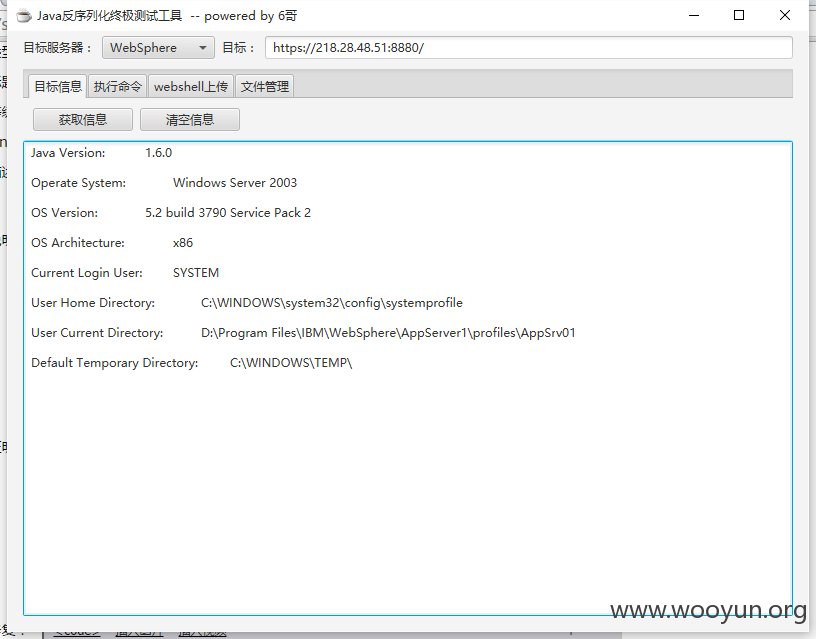 Java反序列化终极测试工具 -- powered by 6哥
目标服务器： WebSphere 目标： https://218.28.48.51:8880/
目标信息 执行命令 webshell上传 文件管理
获取信息 清空信息
Java Version: 1.6.0
Operate System: Windows Server 2003
OS Version: 5.2 build 3790 Service Pack 2
OS Architecture: x86
Current Login User: SYSTEM
User Home Directory: C:\WINDOWS\system32\config\systemprofile
User Current Directory: D:\Program Files\IBM\WebSphere\AppServer1\profiles\AppSrv01
Default Temporary Directory: C:\WINDOWS\TEMP\
www.wooyun.org